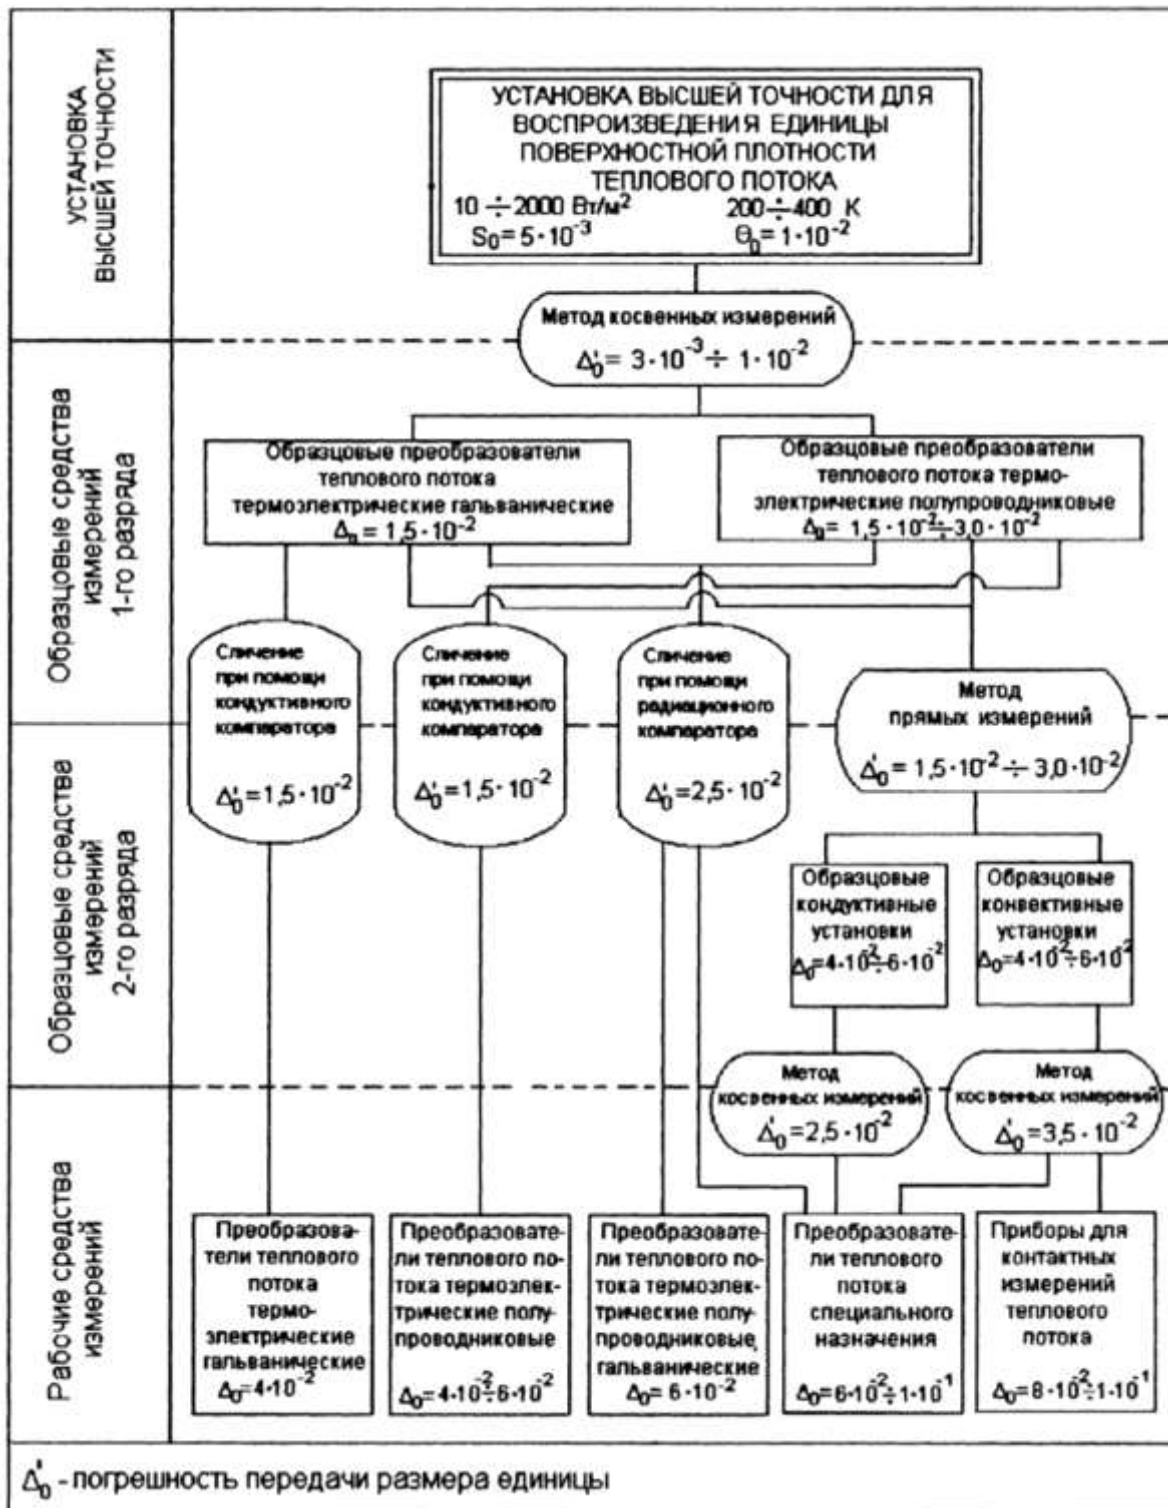 УСТАНОВКА
ВЫСШЕЙ ТОЧНОСТИ
УСТАНОВКА ВЫСШЕЙ ТОЧНОСТИ ДЛЯ
ВОСПРОИЗВЕДЕНИЯ ЕДИНИЦЫ
ПОВЕРХНОСТНОЙ ПЛОТНОСТИ
ТЕПЛОВОГО ПОТОКА
10 ÷ 2000 Вт/м² 200 ÷ 400 К
S₀ = 5·10⁻³ Θ₀ = 1·10⁻²
Метод косвенных измерений
Δ'₀ = 3·10⁻³ ÷ 1·10⁻²
Образцовые средства
измерений
1-го разряда
Образцовые преобразователи
теплового потока
термоэлектрические гальванические
Δ₀ = 1,5·10⁻²
Образцовые преобразователи
теплового потока термо-
электрические полупроводниковые
Δ₀ = 1,5·10⁻² ÷ 3,0·10⁻²
Сличение
при помощи
кондуктивного
компаратора
Δ'₀ = 1,5·10⁻²
Сличение
при помощи
кондуктивного
компаратора
Δ'₀ = 1,5·10⁻²
Сличение
при помощи
радиационного
компаратора
Δ'₀ = 2,5·10⁻²
Метод
прямых измерений
Δ'₀ = 1,5·10⁻² ÷ 3,0·10⁻²
Образцовые средства
измерений
2-го разряда
Образцовые
кондуктивные
установки
Δ₀ = 4·10⁻² ÷ 6·10⁻²
Образцовые
конвективные
установки
Δ₀ = 4·10⁻² ÷ 6·10⁻²
Метод
косвенных измерений
Δ'₀ = 2,5·10⁻²
Метод
косвенных измерений
Δ'₀ = 3,5·10⁻²
Рабочие средства
измерений
Преобразова-
тели теплового
потока
термо-
электрические
гальванические
Δ₀ = 4·10⁻²
Преобразовате-
ли теплового по-
тока термоэлек-
трические полу-
проводниковые
Δ₀ = 4·10⁻² ÷ 6·10⁻²
Преобразовате-
ли теплового по-
тока термоэлек-
трические полу-
проводниковые,
гальванические
Δ₀ = 6·10⁻²
Преобразовате-
ли теплового
потока
специального
назначения
Δ₀ = 6·10⁻² ÷ 1·10⁻¹
Приборы для
контактных
измерений
теплового
потока
Δ₀ = 8·10⁻² ÷ 1·10⁻¹
Δ'₀ - погрешность передачи размера единицы